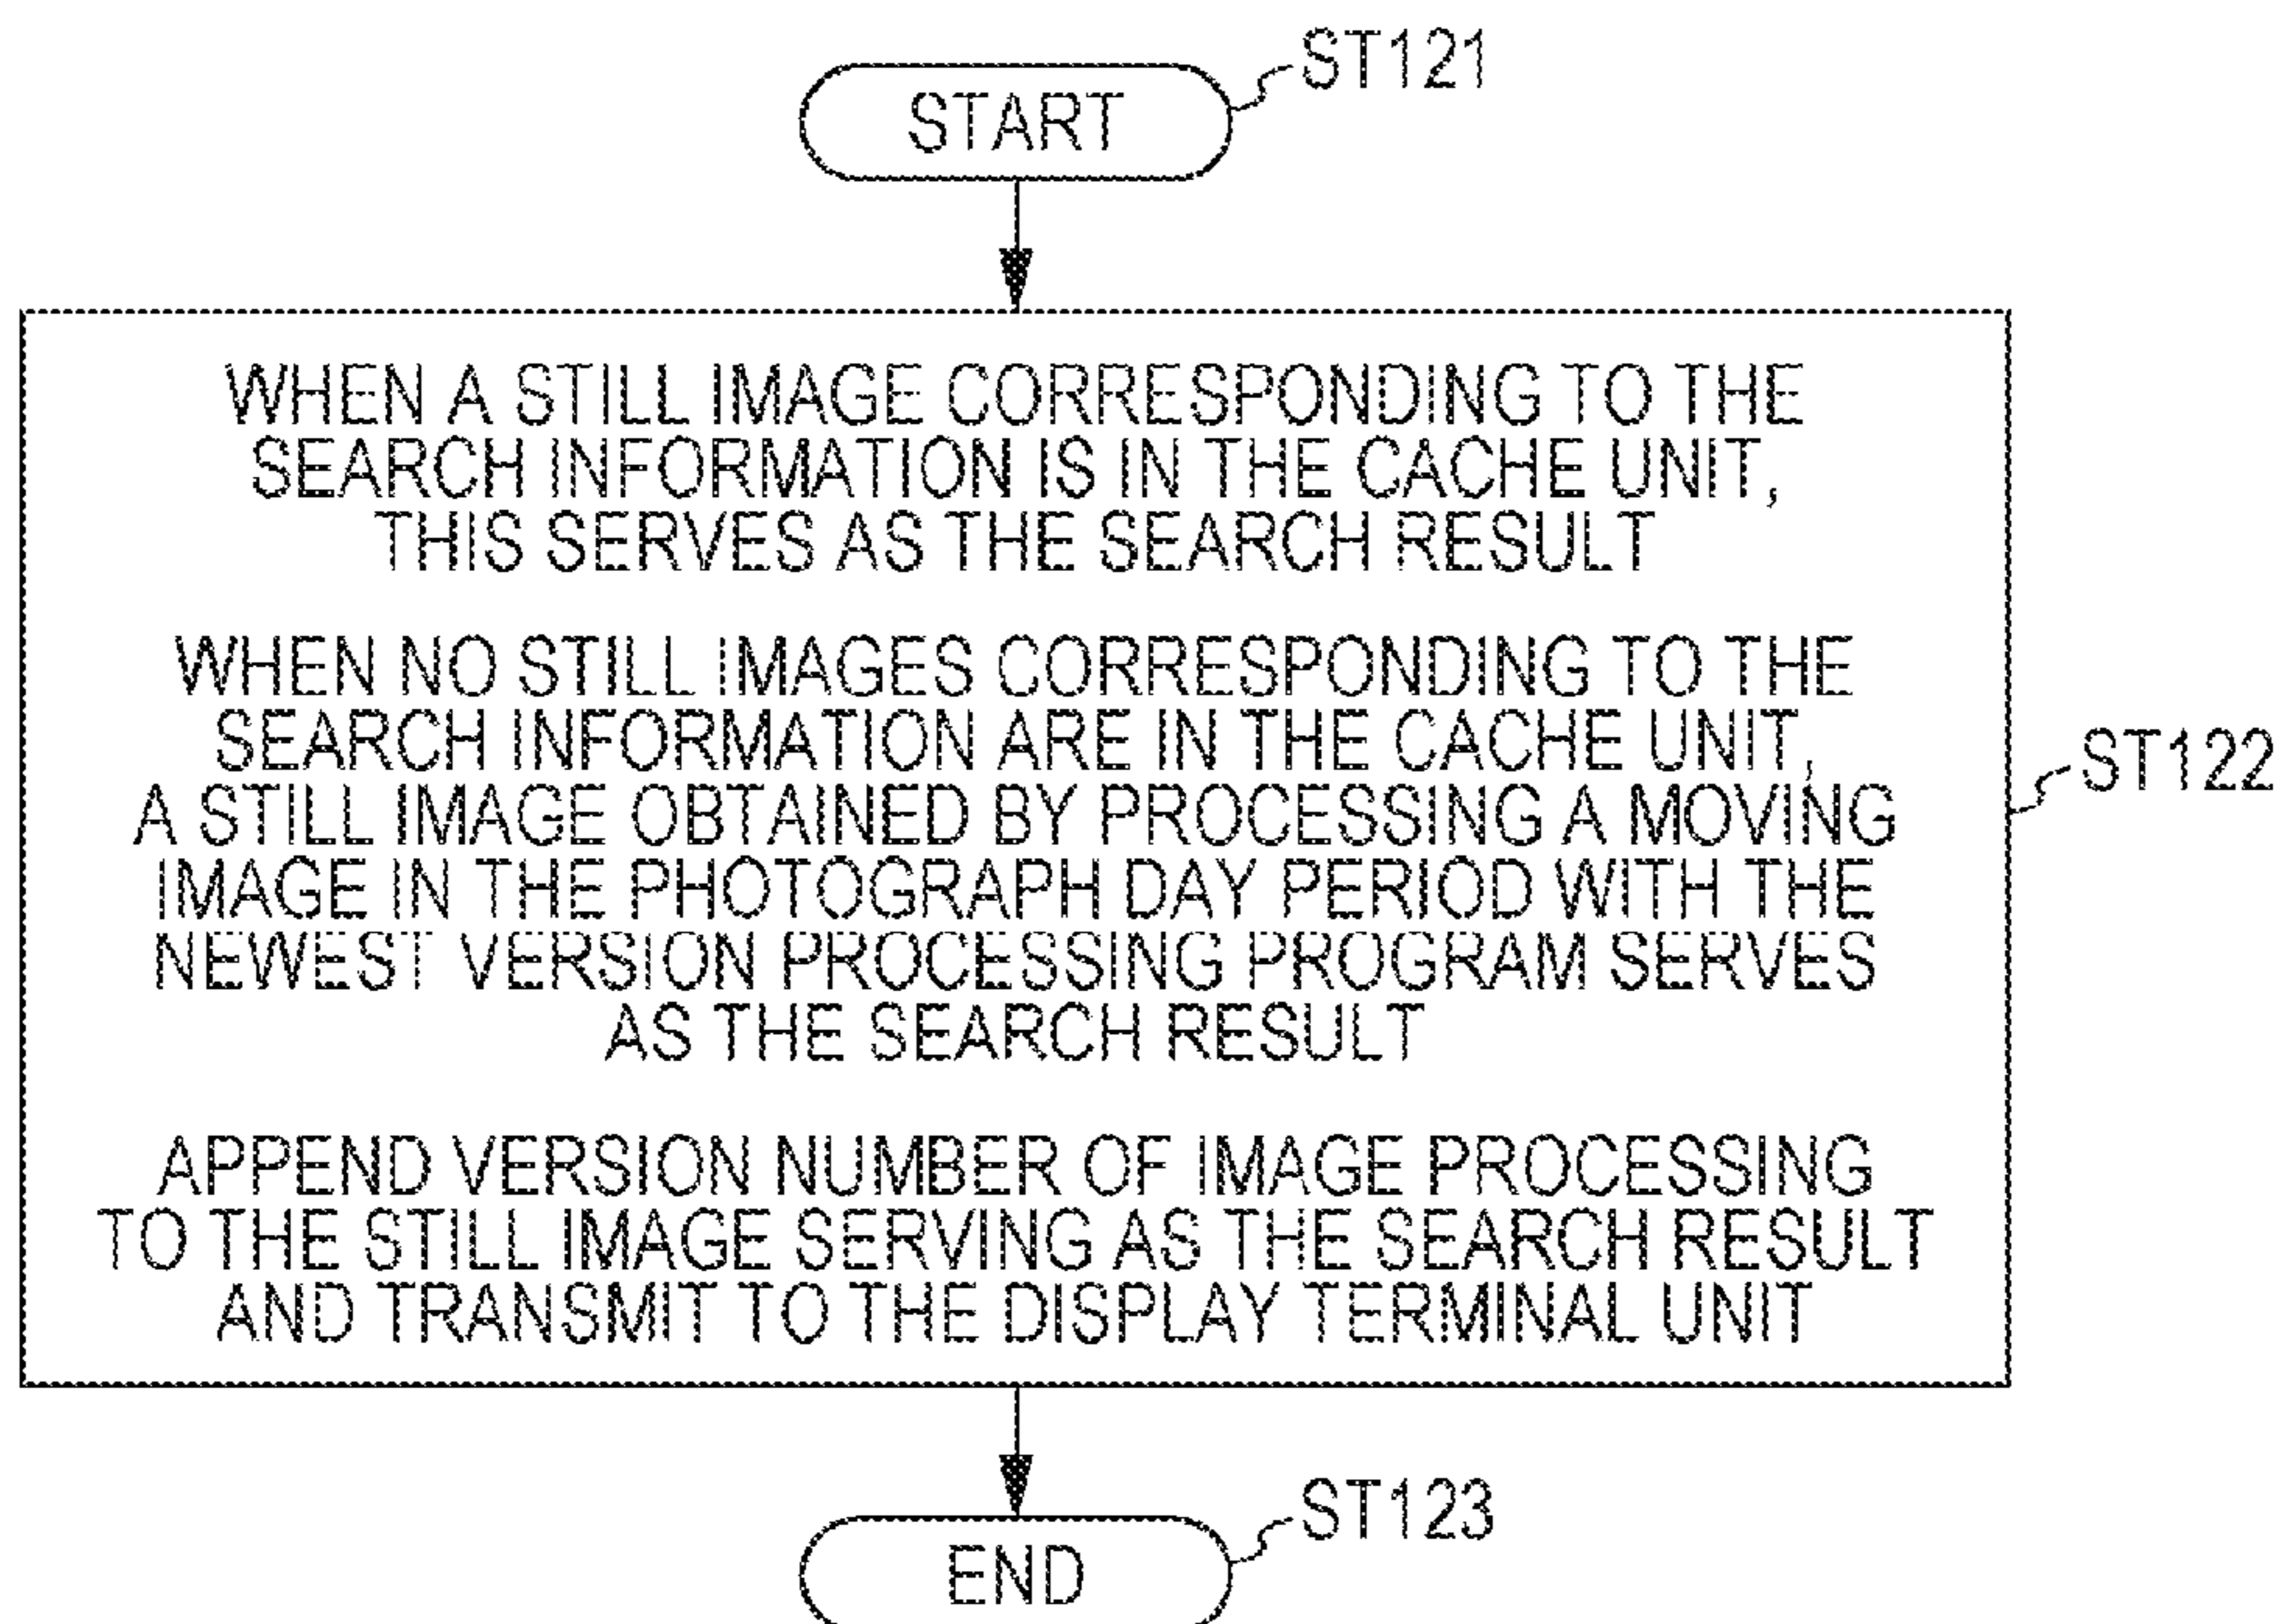 START
ST121
WHEN A STILL IMAGE CORRESPONDING TO THE
SEARCH INFORMATION IS IN THE CACHE UNIT,
THIS SERVES AS THE SEARCH RESULT
WHEN NO STILL IMAGES CORRESPONDING TO THE
SEARCH INFORMATION ARE IN THE CACHE UNIT,
A STILL IMAGE OBTAINED BY PROCESSING A MOVING
IMAGE IN THE PHOTOGRAPH DAY PERIOD WITH THE
NEWEST VERSION PROCESSING PROGRAM SERVES
AS THE SEARCH RESULT
APPEND VERSION NUMBER OF IMAGE PROCESSING
TO THE STILL IMAGE SERVING AS THE SEARCH RESULT
AND TRANSMIT TO THE DISPLAY TERMINAL UNIT
ST122
END
ST123